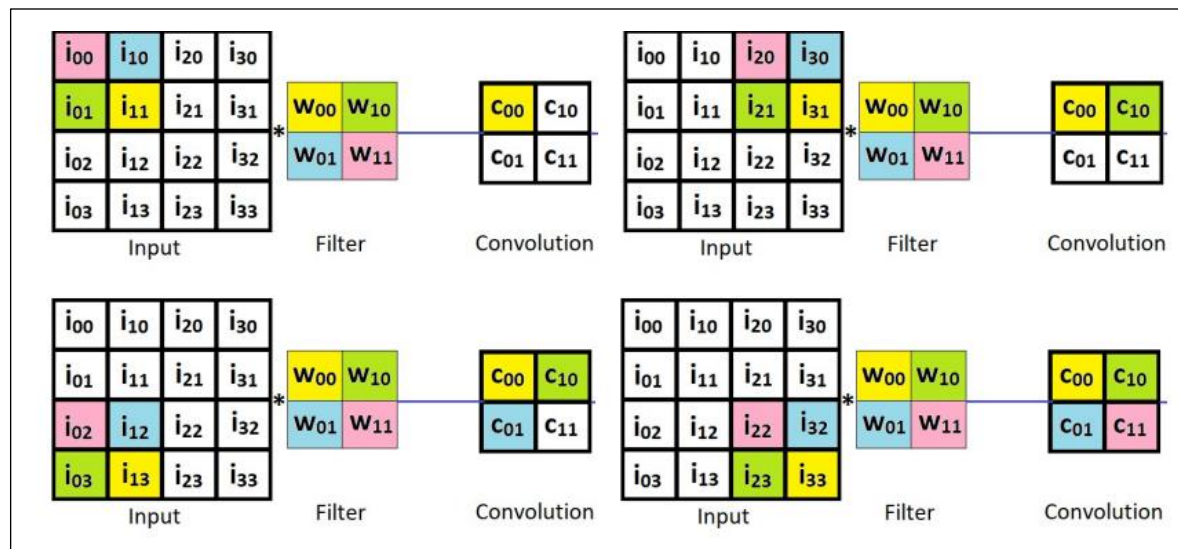 i00 i10 i20 i30
i01 i11 i21 i31
i02 i12 i22 i32
i03 i13 i23 i33
Input
*
w00 w10
w01 w11
Filter
c00 c10
c01 c11
Convolution
i00 i10 i20 i30
i01 i11 i21 i31
i02 i12 i22 i32
i03 i13 i23 i33
Input
*
w00 w10
w01 w11
Filter
c00 c10
c01 c11
Convolution
i00 i10 i20 i30
i01 i11 i21 i31
i02 i12 i22 i32
i03 i13 i23 i33
Input
*
w00 w10
w01 w11
Filter
c00 c10
c01 c11
Convolution
i00 i10 i20 i30
i01 i11 i21 i31
i02 i12 i22 i32
i03 i13 i23 i33
Input
*
w00 w10
w01 w11
Filter
c00 c10
c01 c11
Convolution